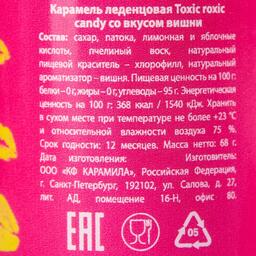 Карамель леденцовая Toxic roxic
candy со вкусом вишни
Состав: сахар, патока, лимонная и яблочные
кислоты, пчелиный воск, натуральный
пищевой краситель – хлорофилл, натуральный
ароматизатор – вишня. Пищевая ценность на 100 г:
белки - 0 г, жиры - 0 г, углеводы - 95 г. Энергетическая
ценность на 100 г: 368 ккал / 1540 кДж. Хранить
в сухом месте при температуре не более +23 °С
и относительной влажности воздуха 75 %.
Срок годности: 12 месяцев. Масса: 68 г.
Дата изготовления: Изготовитель:
ООО «КФ КАРАМИЛА», Российская Федерация,
г. Санкт-Петербург, 192102, ул. Салова, д. 27,
лит. АД, помещение 16-Н, офис 80.
ЕАС
05